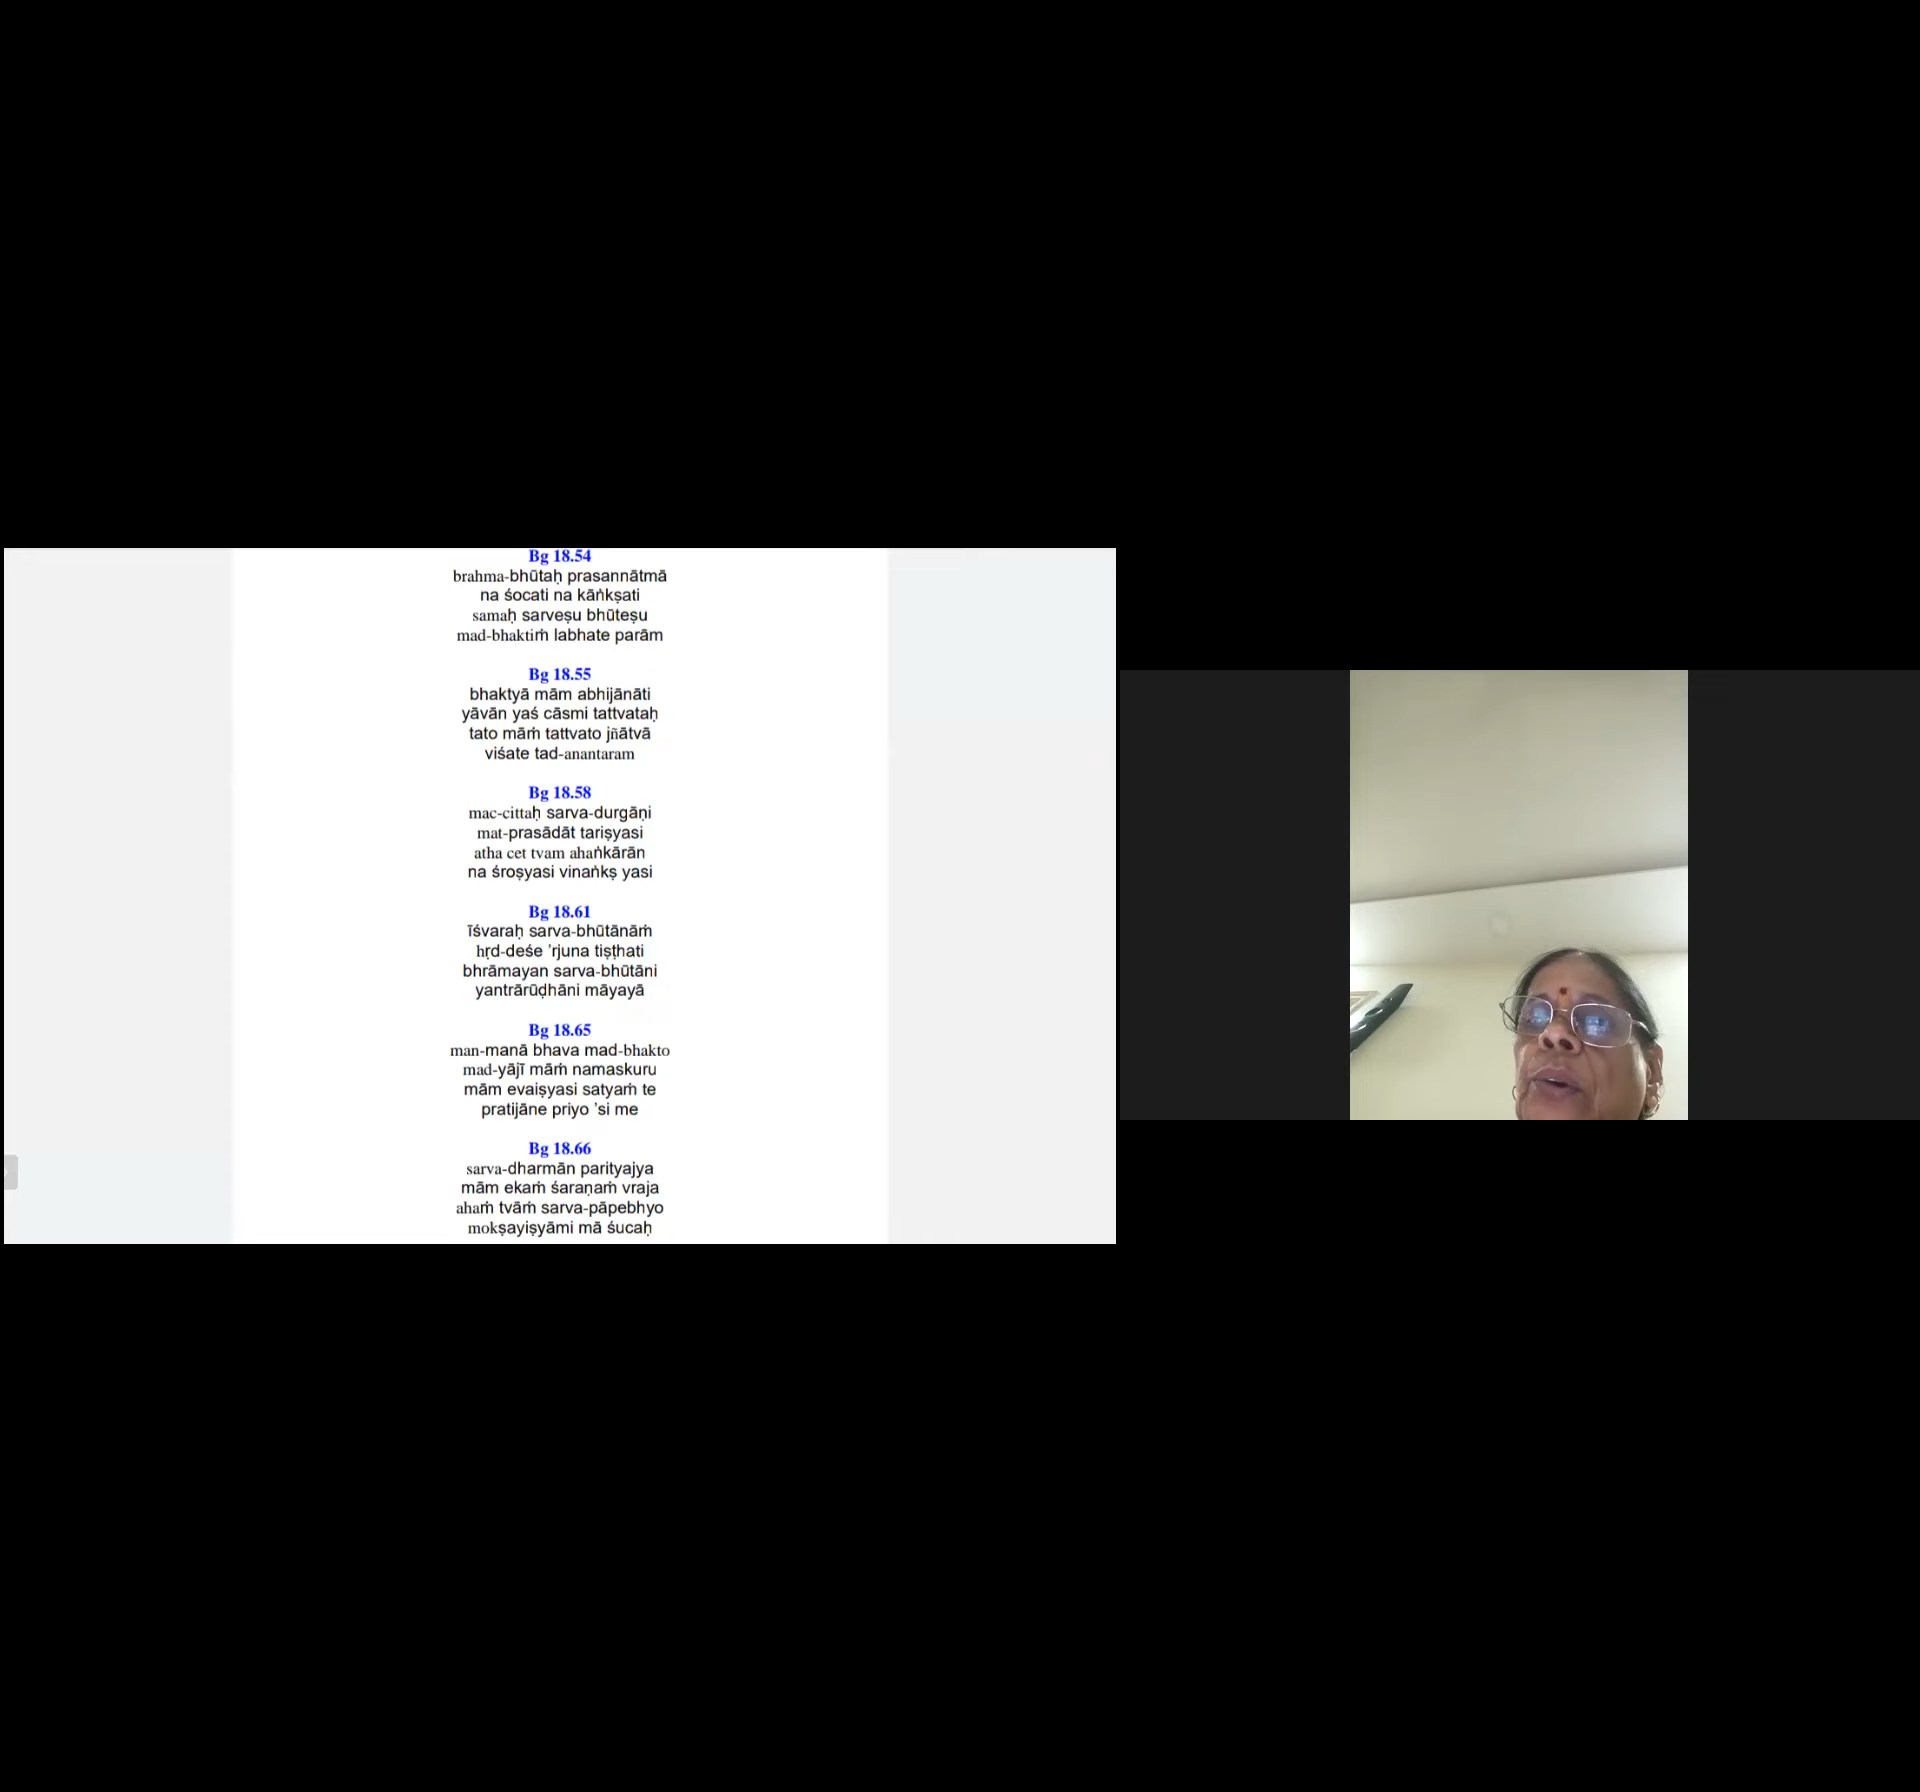 Bg 18.54
brahma-bhūtaḥ prasannātmā
na śocati na kāṅkṣati
samaḥ sarveṣu bhūteṣu
mad-bhaktiṁ labhate parām
Bg 18.55
bhaktyā mām abhijānāti
yāvān yaś cāsmi tattvataḥ
tato māṁ tattvato jñātvā
viśate tad-anantaram
Bg 18.58
mac-cittaḥ sarva-durgāṇi
mat-prasādāt tariṣyasi
atha cet tvam ahaṅkārān
na śroṣyasi vinaṅkṣ yasi
Bg 18.61
īśvaraḥ sarva-bhūtānāṁ
hṛd-deśe 'rjuna tiṣṭhati
bhrāmayan sarva-bhūtāni
yantrārūḍhāni māyayā
Bg 18.65
man-manā bhava mad-bhakto
mad-yājī māṁ namaskuru
mām evaiṣyasi satyaṁ te
pratijāne priyo 'si me
Bg 18.66
sarva-dharmān parityajya
mām ekaṁ śaraṇaṁ vraja
ahaṁ tvāṁ sarva-pāpebhyo
mokṣayiṣyāmi mā śucaḥ